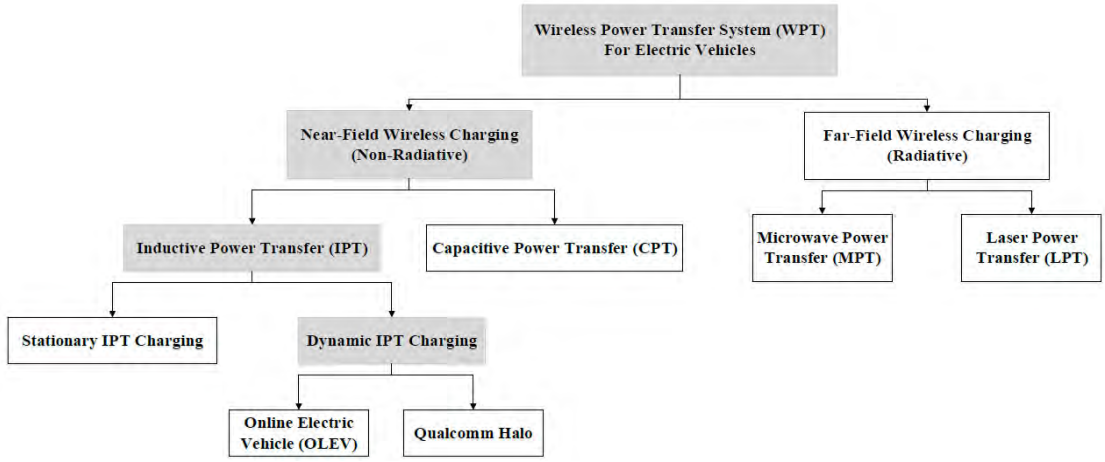 Wireless Power Transfer System (WPT)
For Electric Vehicles
Near-Field Wireless Charging
(Non-Radiative)
Far-Field Wireless Charging
(Radiative)
Inductive Power Transfer (IPT)
Capacitive Power Transfer (CPT)
Microwave Power
Transfer (MPT)
Laser Power
Transfer (LPT)
Stationary IPT Charging
Dynamic IPT Charging
Online Electric
Vehicle (OLEV)
Qualcomm Halo